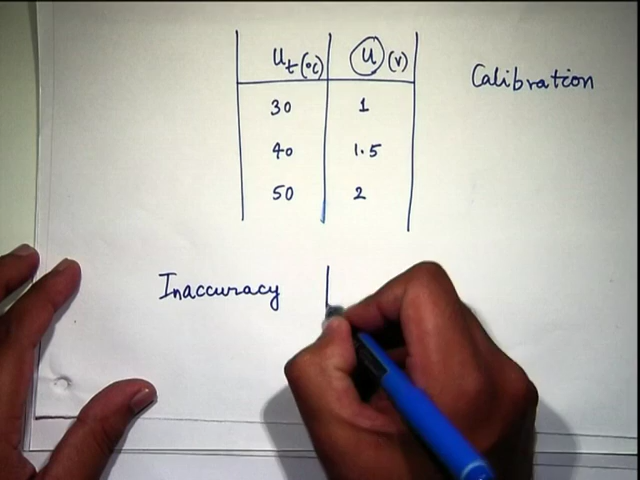 Ut(°C) U (V)
Calibration
30 1
40 1.5
50 2
Inaccuracy